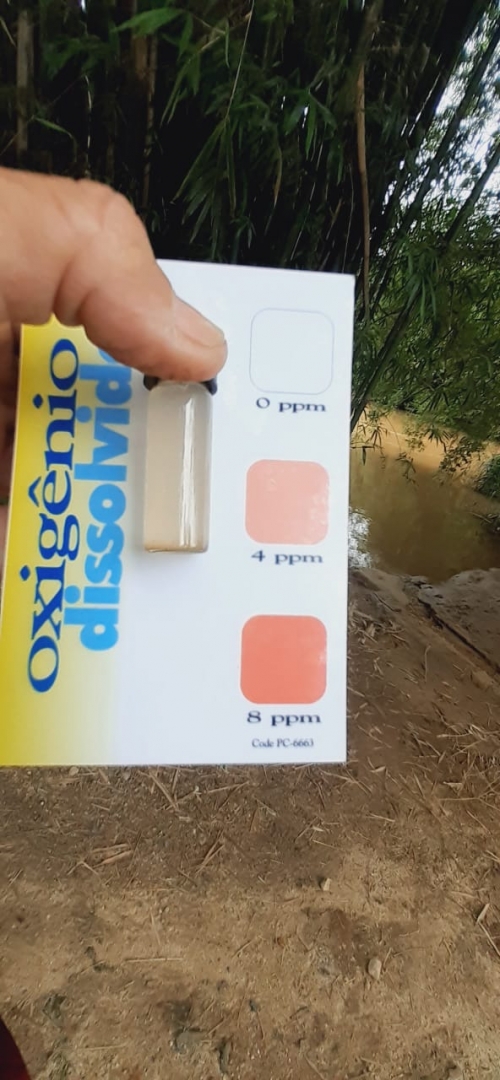 oxigênio
dissolvido
0 ppm
4 ppm
8 ppm
Code PC-6663